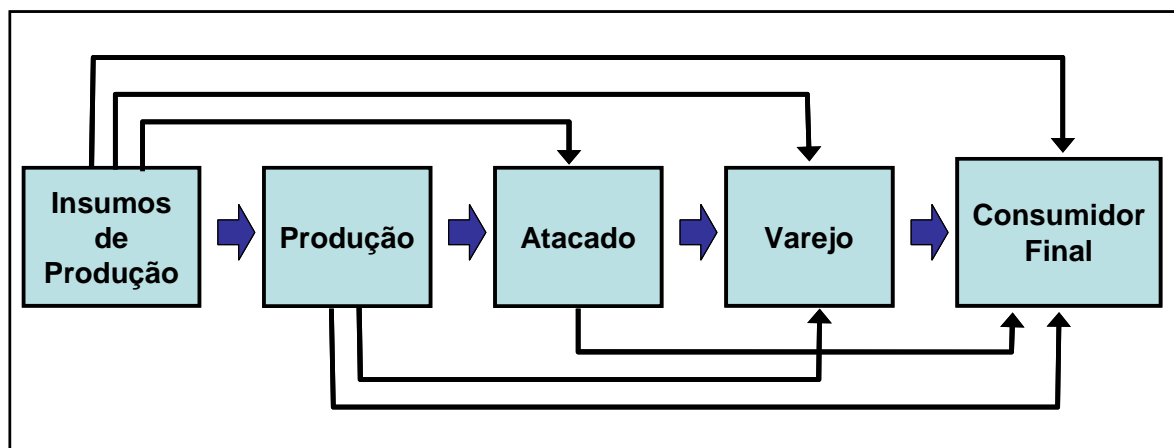 Insumos
de
Produção
Produção
Atacado
Varejo
Consumidor
Final